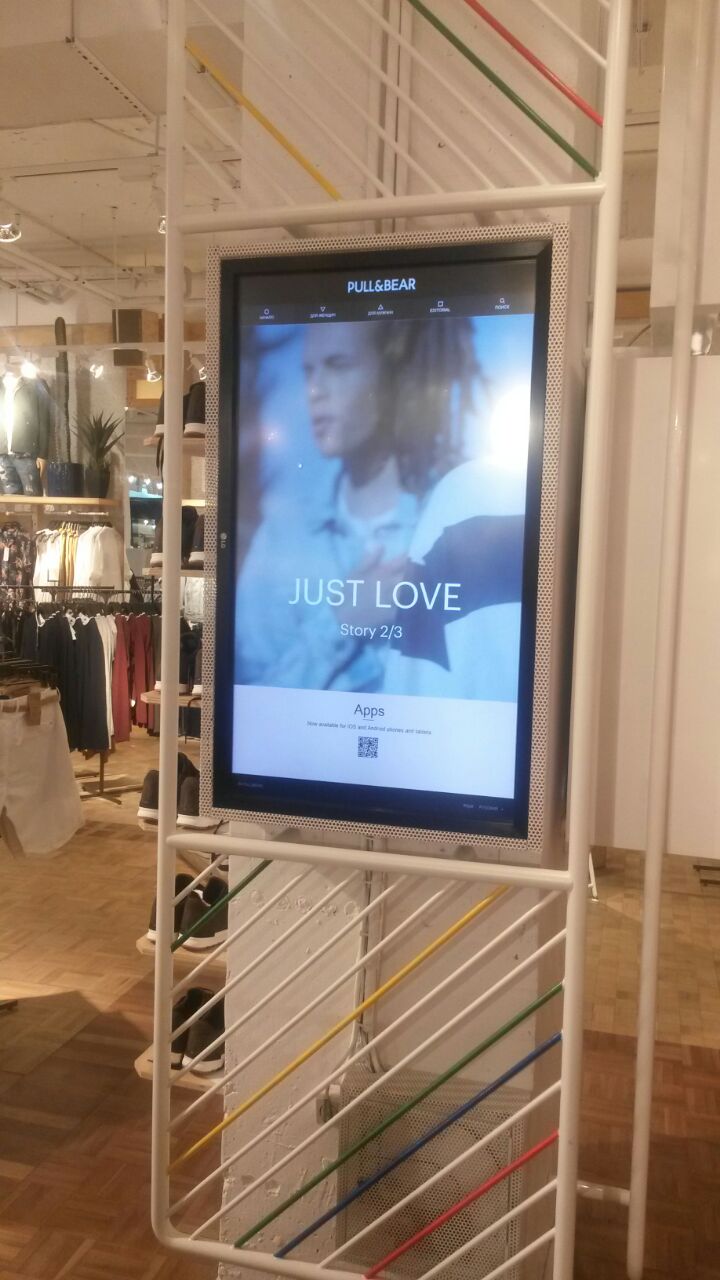 PULL&BEAR
НАЧАЛО
ДЛЯ ЖЕНЩИН
ДЛЯ МУЖЧИН
EDITORIAL
ПОИСК
JUST LOVE
Story 2/3
Apps
Now available for iOS and Android phones and tablets
LG